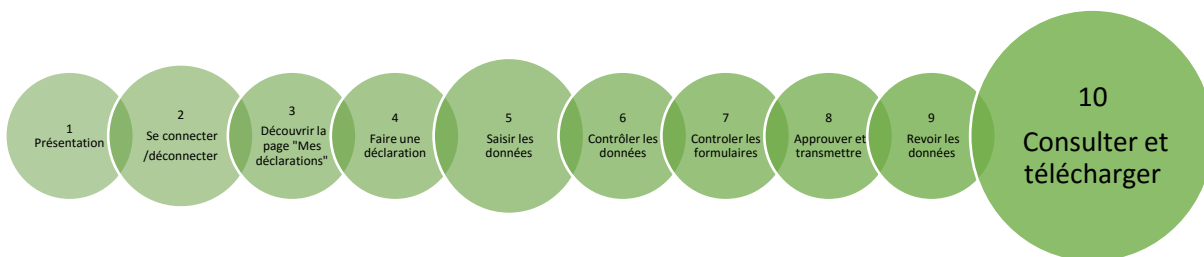 1
Présentation
2
Se connecter
/déconnecter
3
Découvrir la
page "Mes
déclarations"
4
Faire une
déclaration
5
Saisir les
données
6
Contrôler les
données
7
Controler les
formulaires
8
Approuver et
transmettre
9
Revoir les
données
10
Consulter et
télécharger